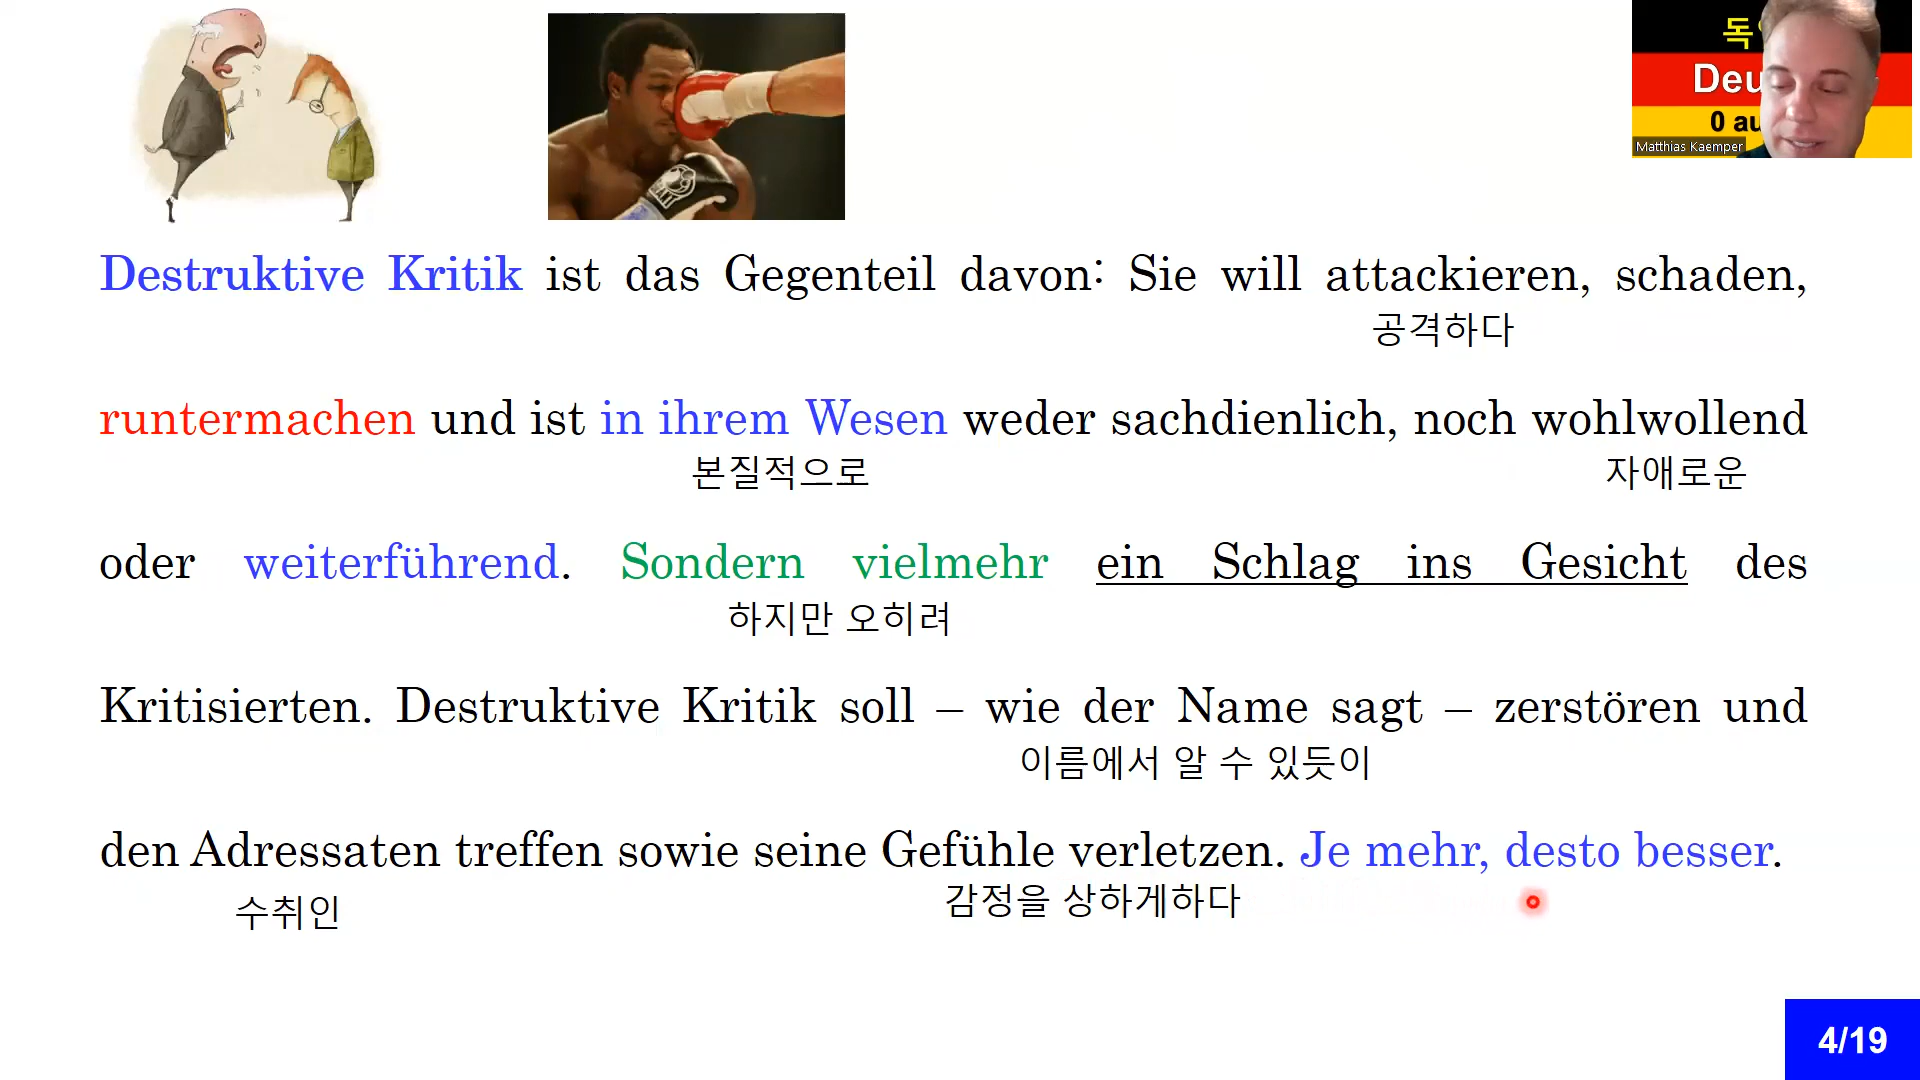 독
Deu
0 au
Matthias Kaemper
Destruktive Kritik ist das Gegenteil davon: Sie will attackieren, schaden,
공격하다
runtermachen und ist in ihrem Wesen weder sachdienlich, noch wohlwollend
본질적으로 자애로운
oder weiterführend. Sondern vielmehr ein Schlag ins Gesicht des
하지만 오히려
Kritisierten. Destruktive Kritik soll – wie der Name sagt – zerstören und
이름에서 알 수 있듯이
den Adressaten treffen sowie seine Gefühle verletzen. Je mehr, desto besser.
수취인 감정을 상하게하다
4/19